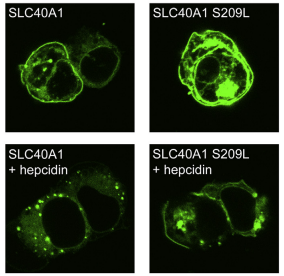 SLC40A1
SLC40A1 S209L
SLC40A1
+ hepcidin
SLC40A1 S209L
+ hepcidin